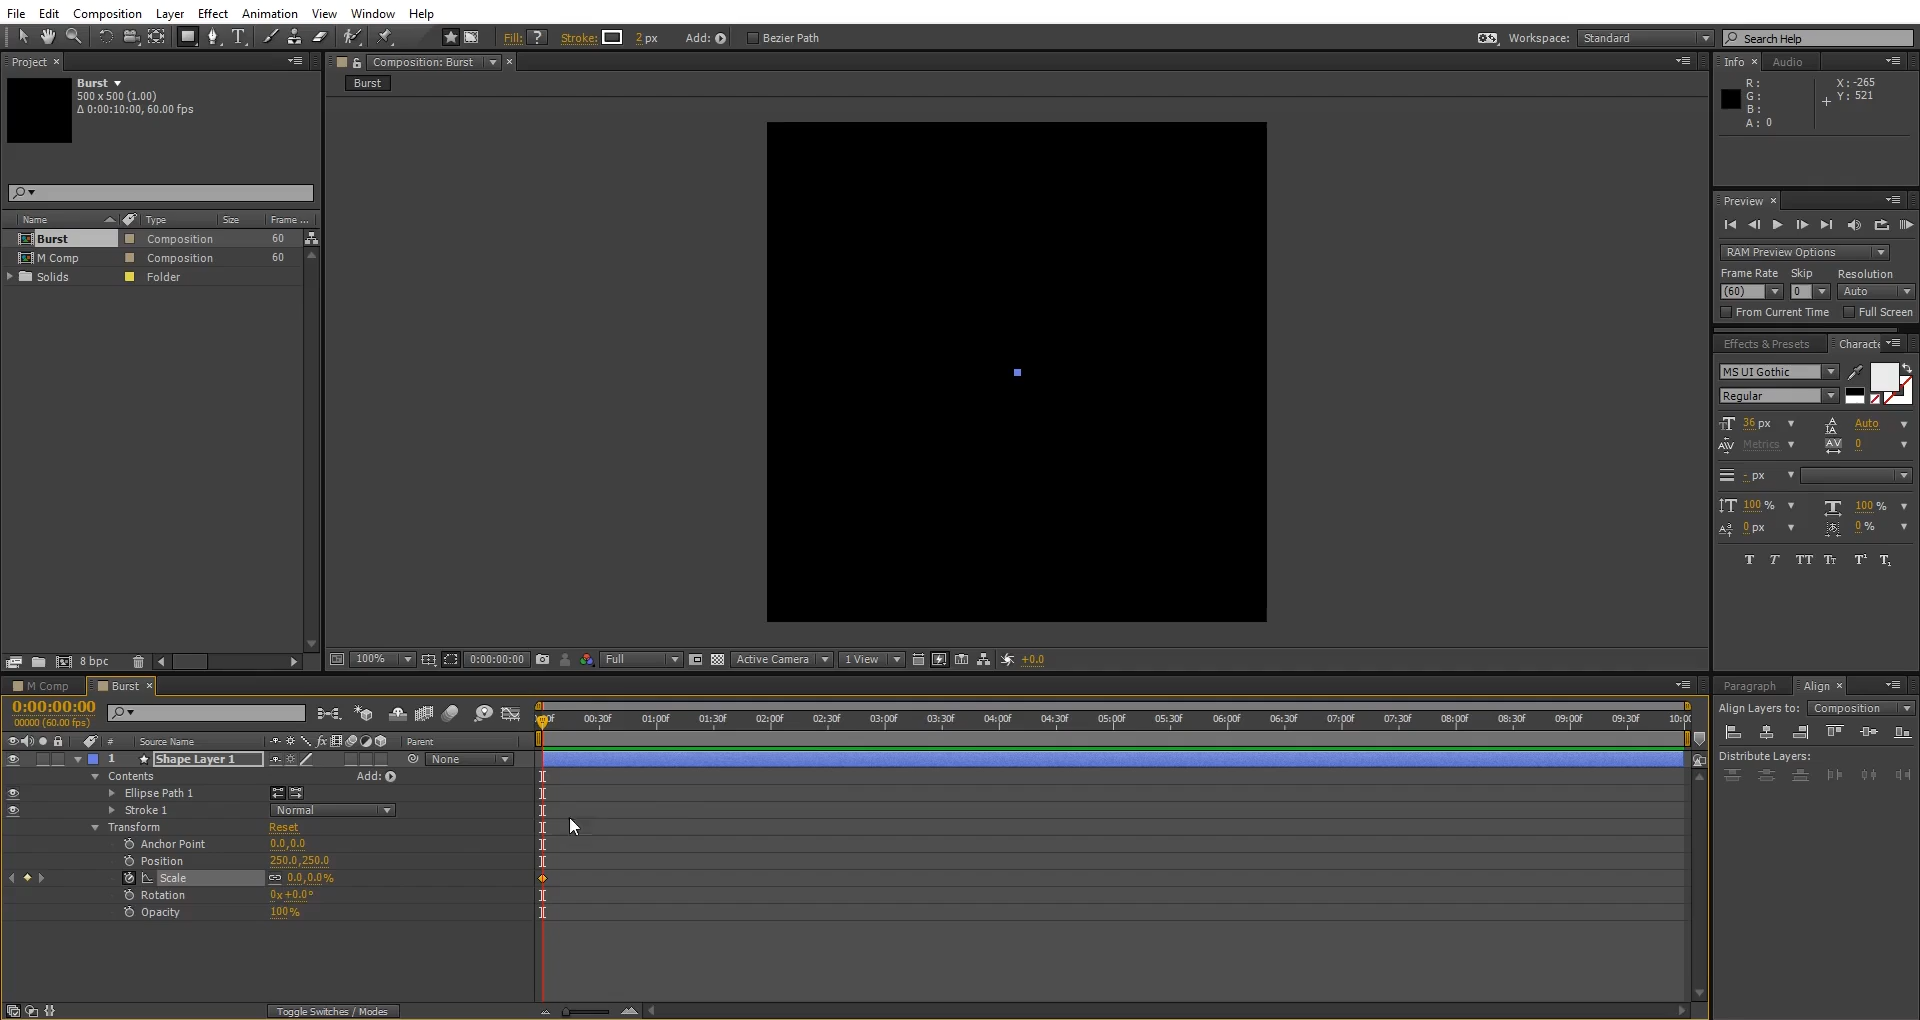 File Edit Composition Layer Effect Animation View Window Help
Fill: ? Stroke: 2 px Add: Bezier Path Workspace: Standard Search Help
Project
Burst
500 x 500 (1.00)
Δ 0:00:10:00, 60.00 fps
Name Type Size Frame ...
Burst Composition 60
M Comp Composition 60
Solids Folder
8 bpc
Composition: Burst
Burst
100% 0:00:00:00 Full Active Camera 1 View +0.0
Info Audio
R: X: -265
G: Y: 521
B:
A: 0
Preview
RAM Preview Options
Frame Rate Skip Resolution
(60) 0 Auto
From Current Time Full Screen
Effects & Presets Characte
MS UI Gothic
Regular
36 px Auto
Metrics 0
- px
100 % 100 %
0 px 0 %
T T TT Tt T¹ T₁
Paragraph Align
Align Layers to: Composition
Distribute Layers:
M Comp Burst
0:00:00:00
00000 (60.00 fps)
# Source Name fx Parent
00f 00:30f 01:00f 01:30f 02:00f 02:30f 03:00f 03:30f 04:00f 04:30f 05:00f 05:30f 06:00f 06:30f 07:00f 07:30f 08:00f 08:30f 09:00f 09:30f 10:00
1 Shape Layer 1 None
Contents Add:
Ellipse Path 1
Stroke 1 Normal
Transform Reset
Anchor Point 0.0,0.0
Position 250.0,250.0
Scale 0.0,0.0%
Rotation 0x+0.0°
Opacity 100%
Toggle Switches / Modes